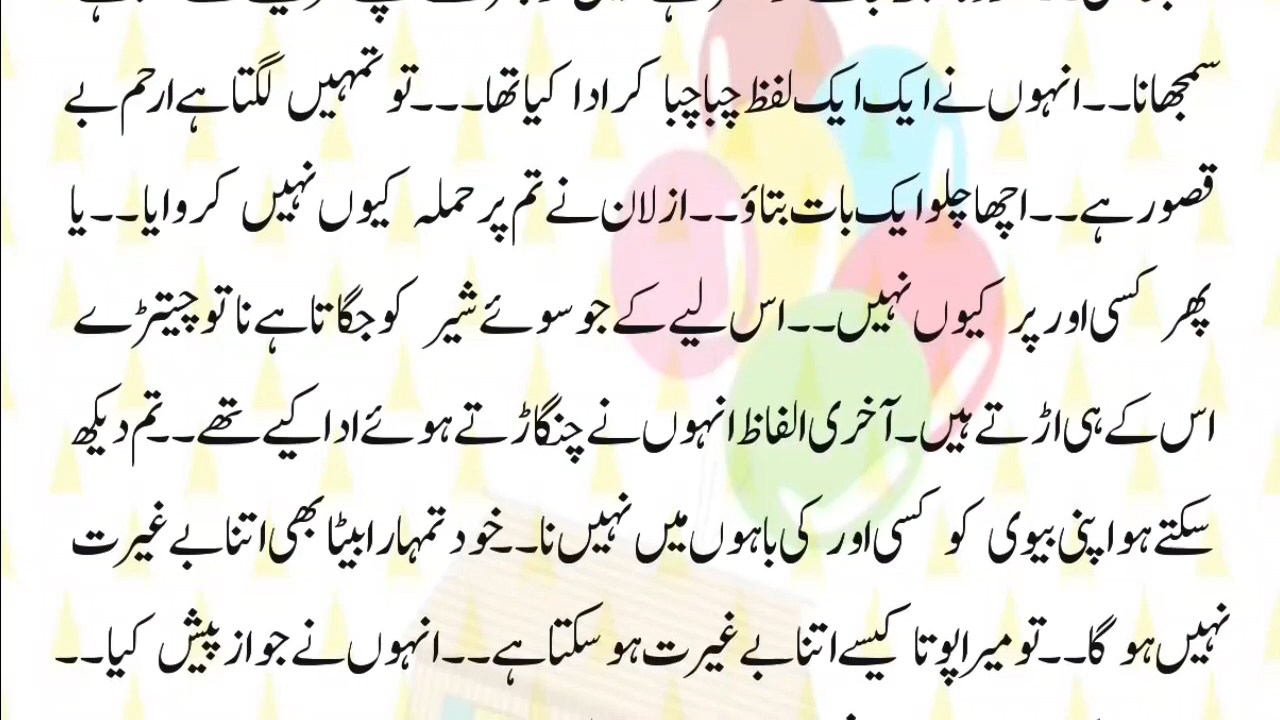 سمجھانا۔۔انہوں نے ایک ایک لفظ چبا چبا کر ادا کیا تھا۔۔۔تو تمہیں لگتا ہے ارحم بے
قصور ہے۔۔اچھا چلو ایک بات بتاؤ۔۔ازلان نے تم پر حملہ کیوں نہیں کروایا۔۔یا
پھر کسی اور پر کیوں نہیں۔۔اس لیے کے جو سوئے شیر کو جگاتا ہے نا تو چیتڑے
اس کے ہی اڑتے ہیں۔آخری الفاظ انہوں نے چنگاڑتے ہوئے ادا کیے تھے۔۔تم دیکھ
سکتے ہو اپنی بیوی کو کسی اور کی باہوں میں نہیں نا۔۔خود تمہارا بیٹا بھی اتنا بے غیرت
نہیں ہو گا۔۔تو میرا پوتا کیسے اتنا بے غیرت ہو سکتا ہے۔۔انہوں نے جواز پیش کیا۔۔